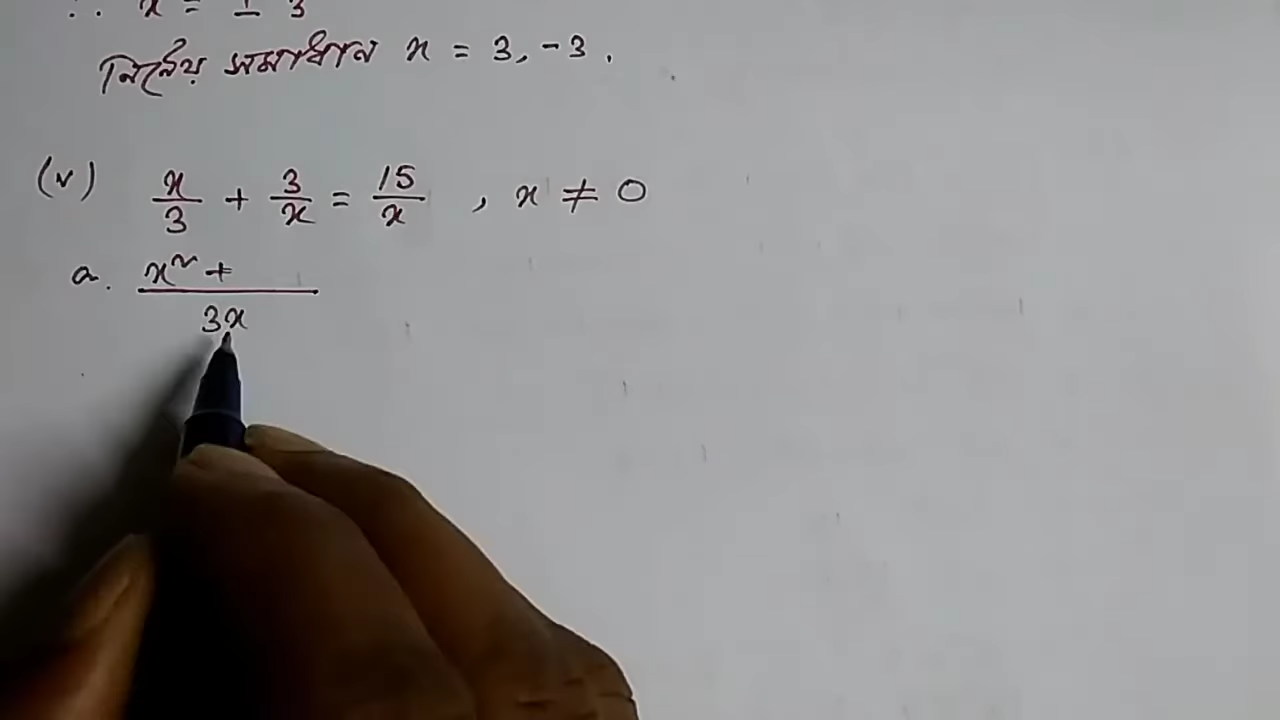 ∴ x = ± 3
নির্ণেয় সমাধান x = 3, -3.
(v) x/3 + 3/x = 15/x , x ≠ 0
a. x² + / 3x